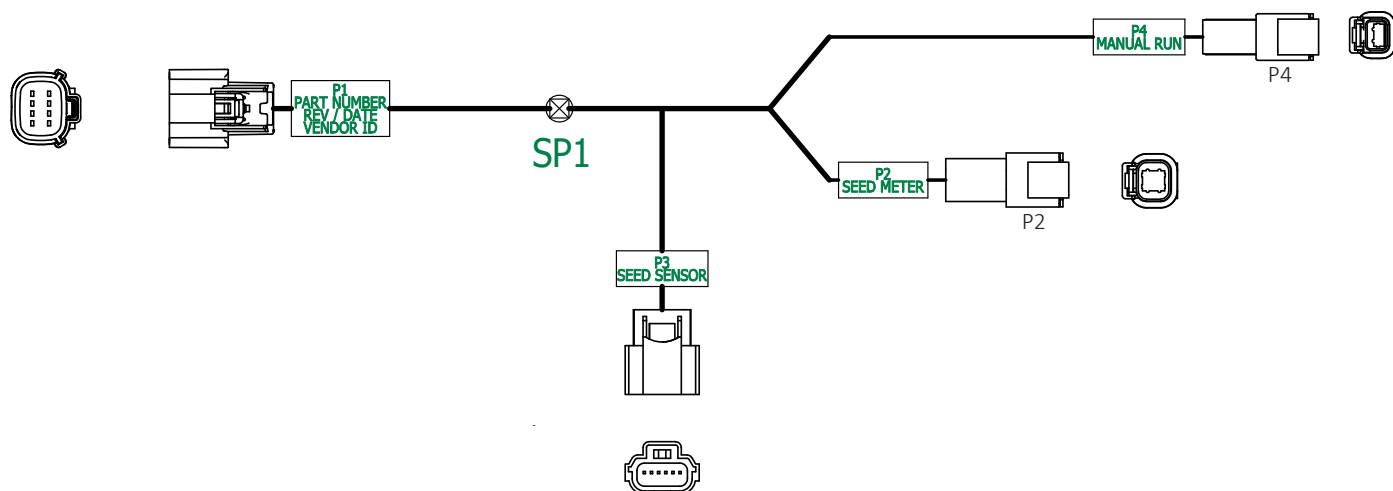 P4
MANUAL RUN
P4
P1
PART NUMBER
REV / DATE
VENDOR ID
SP1
P2
SEED METER
P2
P3
SEED SENSOR